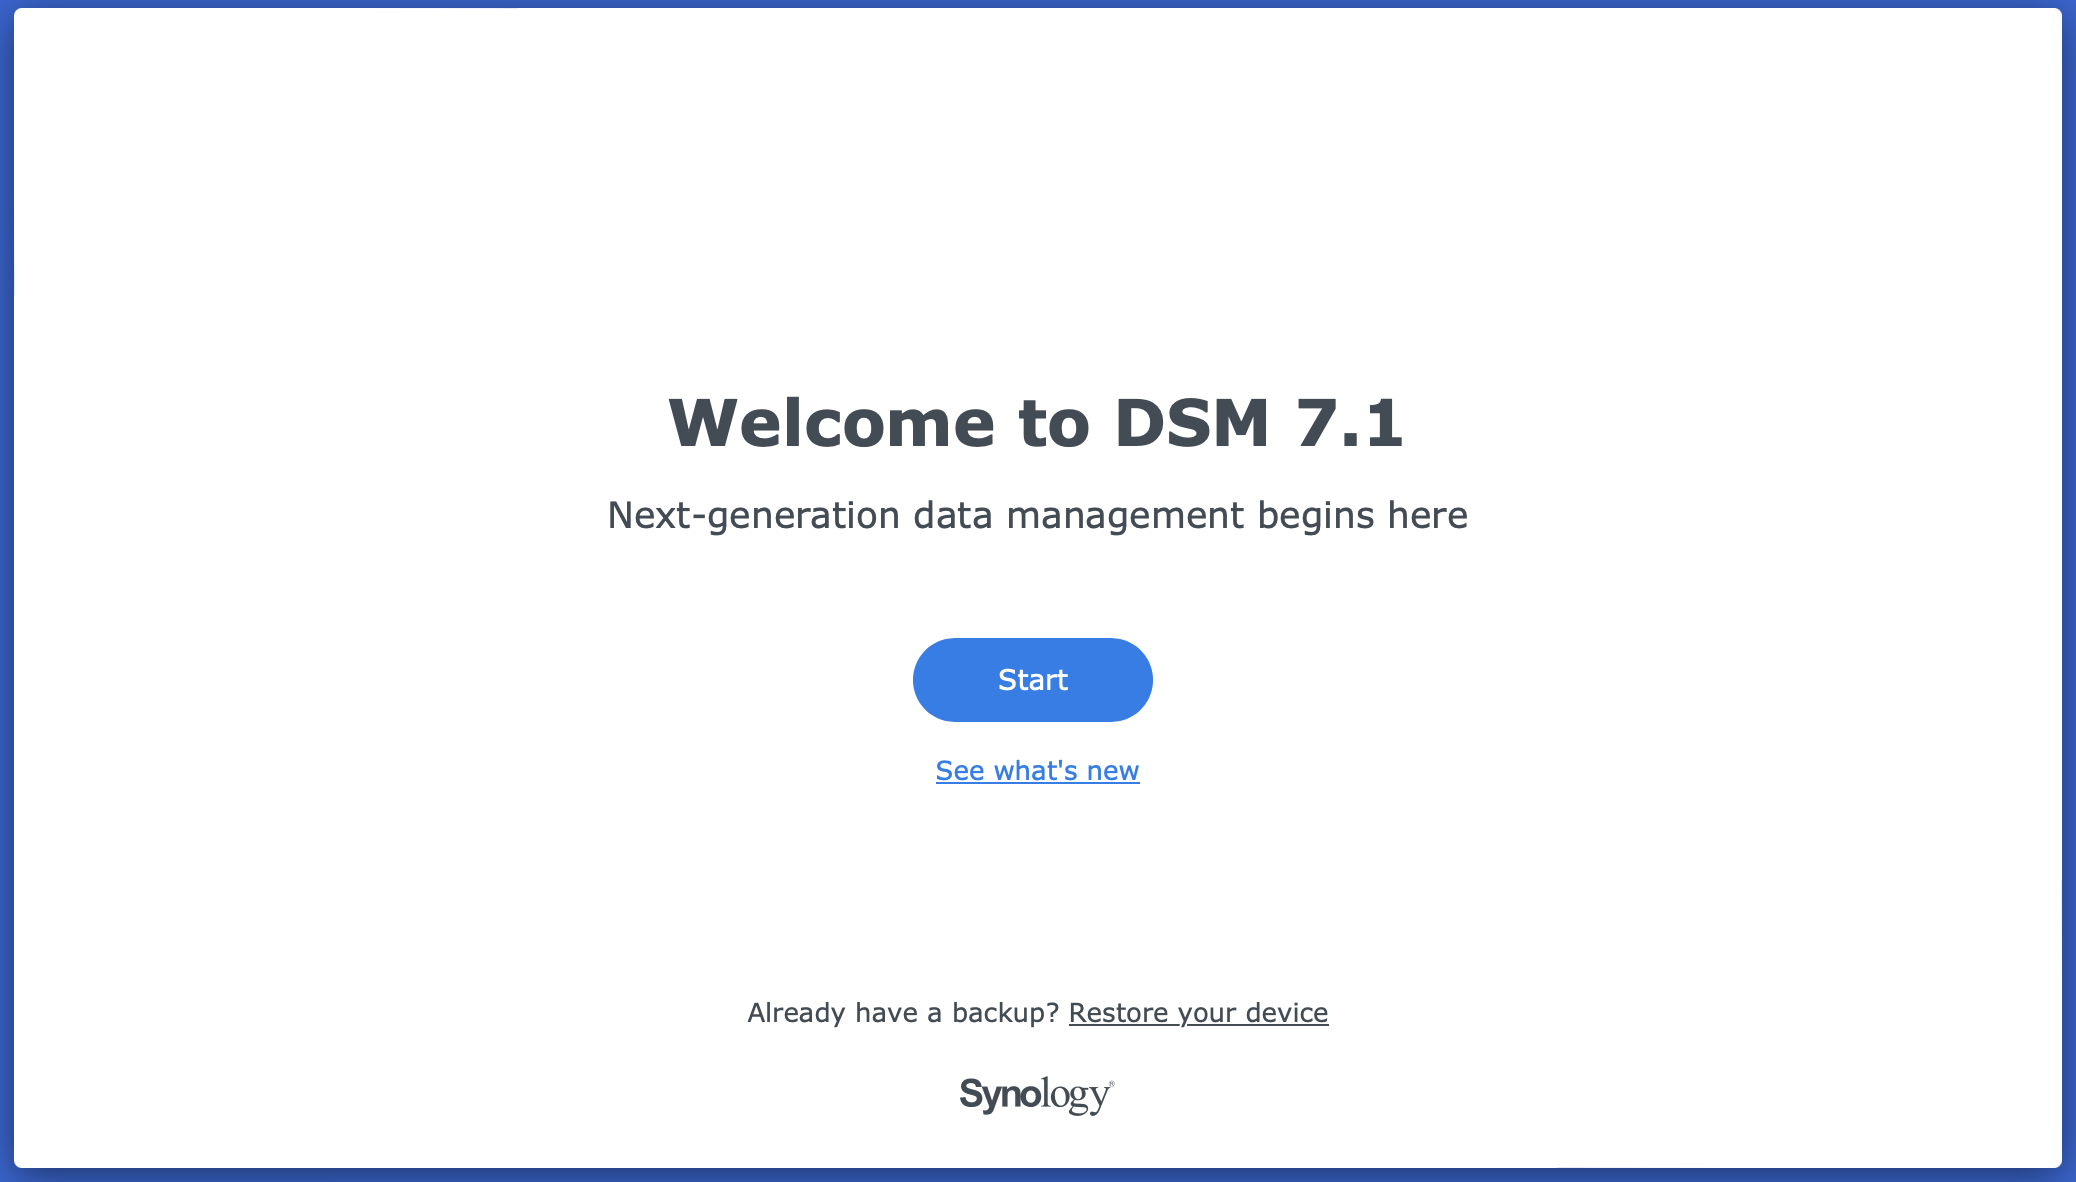 Welcome to DSM 7.1
Next-generation data management begins here
Start
See what's new
Already have a backup? Restore your device
Synology®